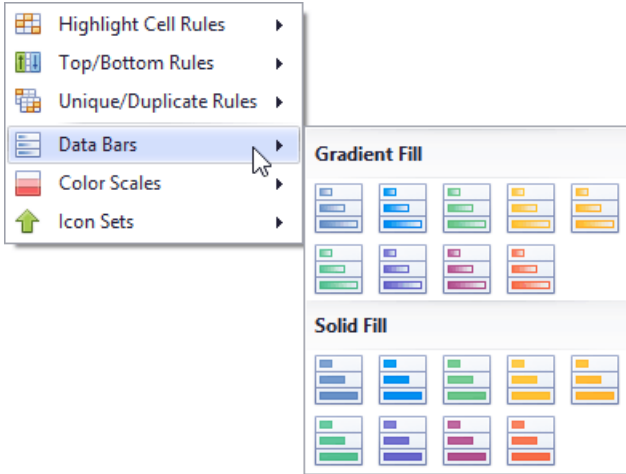 Highlight Cell Rules
Top/Bottom Rules
Unique/Duplicate Rules
Data Bars
Color Scales
Icon Sets
Gradient Fill
Solid Fill